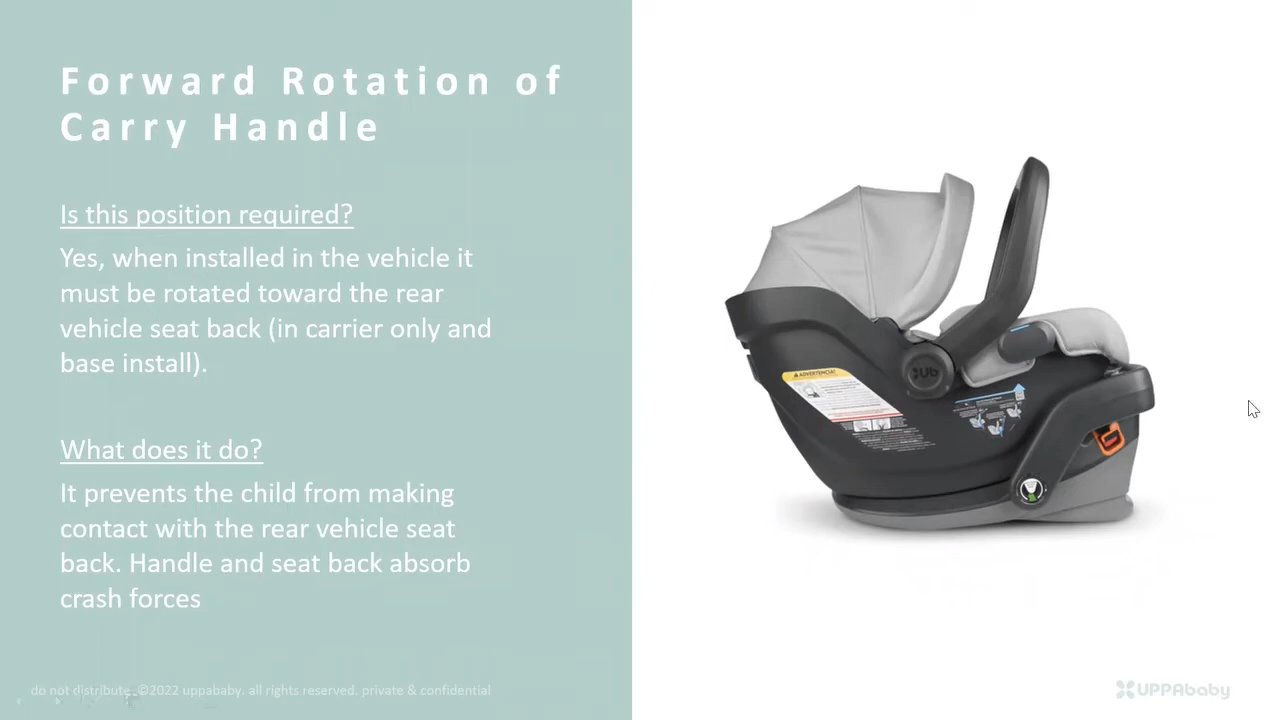 Forward Rotation of
Carry Handle
Is this position required?
Yes, when installed in the vehicle it
must be rotated toward the rear
vehicle seat back (in carrier only and
base install).
What does it do?
It prevents the child from making
contact with the rear vehicle seat
back. Handle and seat back absorb
crash forces
ADVERTENCIA!
Ub
do not distribute ©2022 uppababy. all rights reserved. private & confidential
UPPAbaby